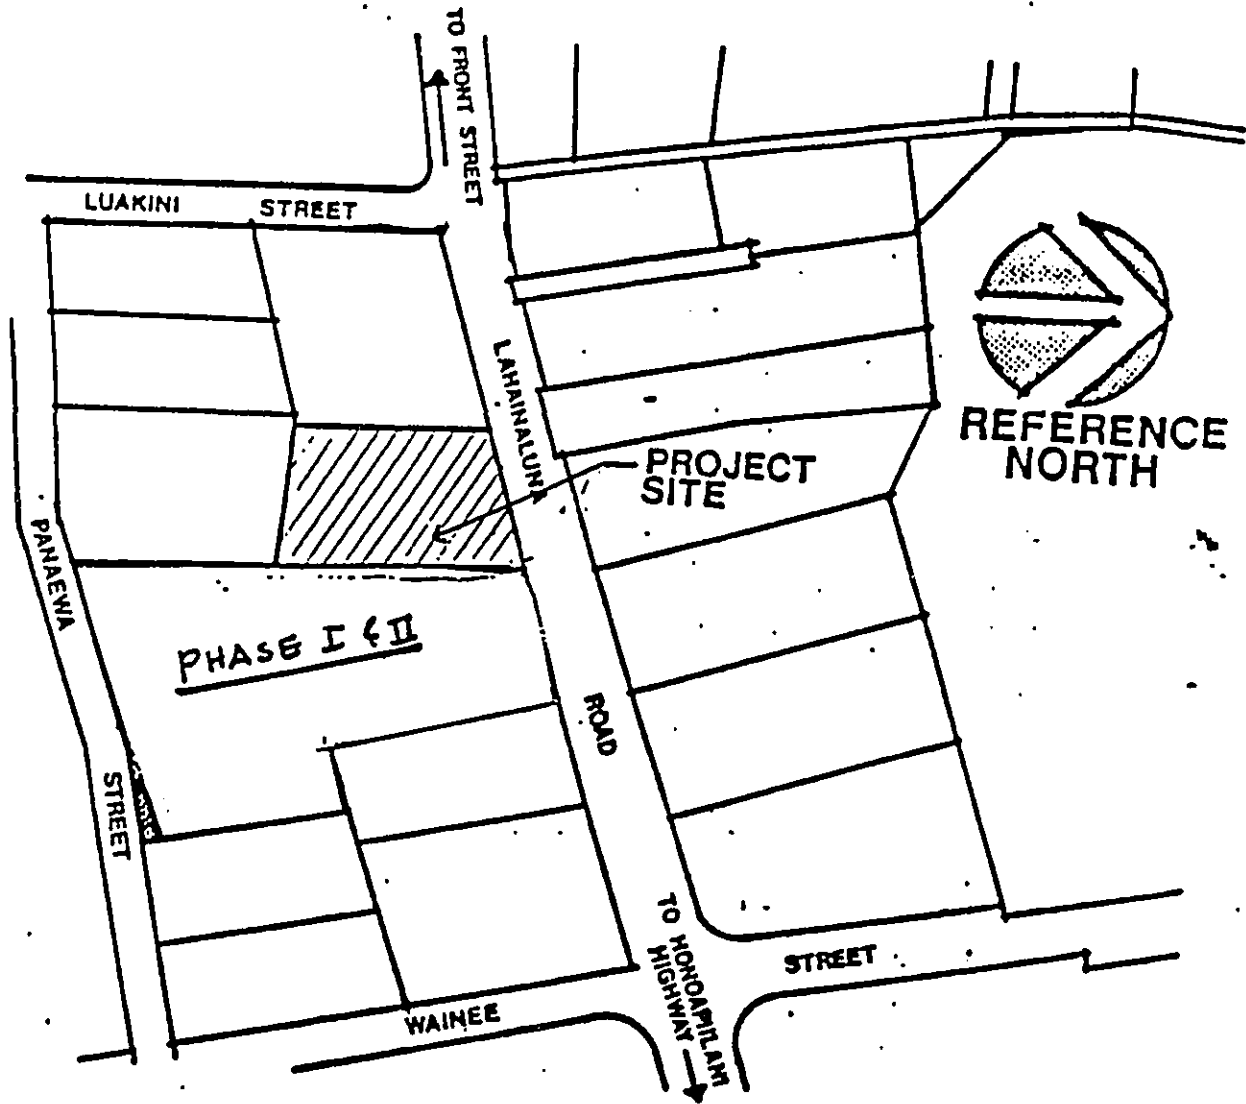 TO FRONT STREET
LUAKINI STREET
LAHAINALUNA
REFERENCE
NORTH
PROJECT
SITE
PANAEWA
PHASE I & II
ROAD
STREET
TO HONOAPIILANI
HIGHWAY
STREET
WAINEE